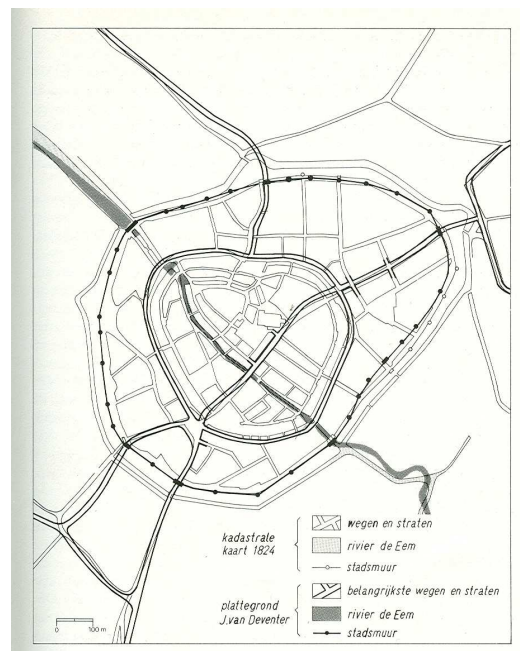 kadastrale
kaart 1824
wegen en straten
rivier de Eem
stadsmuur
plattegrond
J.van Deventer
belangrijkste wegen en straten
rivier de Eem
stadsmuur
0 100 m